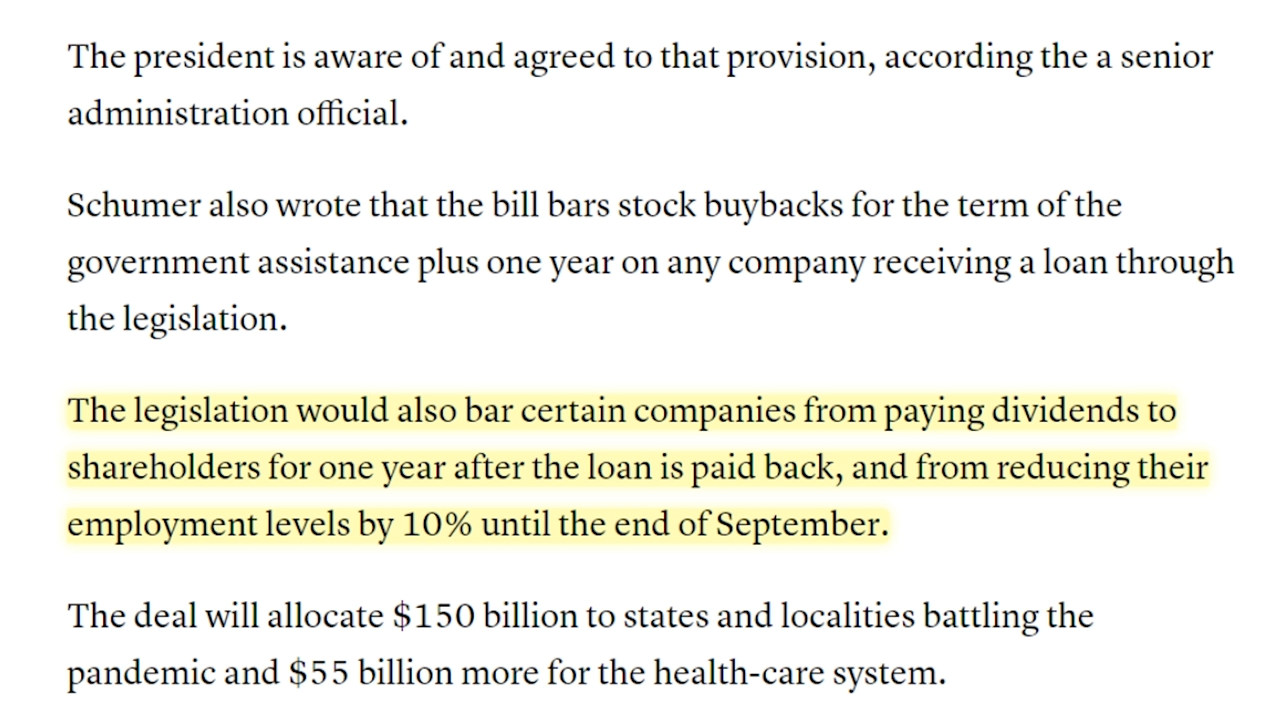 The president is aware of and agreed to that provision, according the a senior
administration official.
Schumer also wrote that the bill bars stock buybacks for the term of the
government assistance plus one year on any company receiving a loan through
the legislation.
The legislation would also bar certain companies from paying dividends to
shareholders for one year after the loan is paid back, and from reducing their
employment levels by 10% until the end of September.
The deal will allocate $150 billion to states and localities battling the
pandemic and $55 billion more for the health-care system.